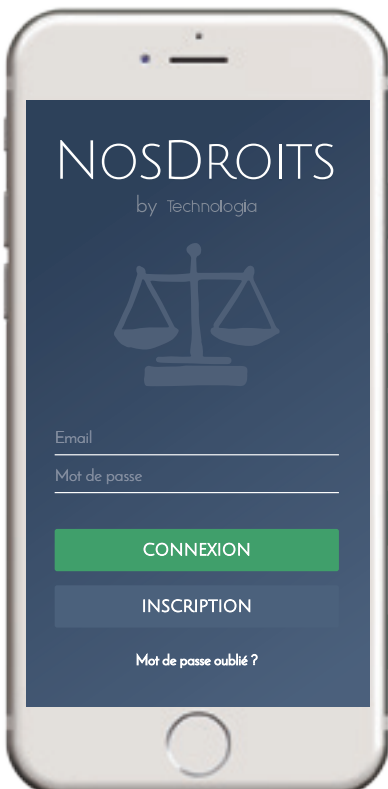 NOSDROITS
by Technologia
Email
Mot de passe
CONNEXION
INSCRIPTION
Mot de passe oublié ?